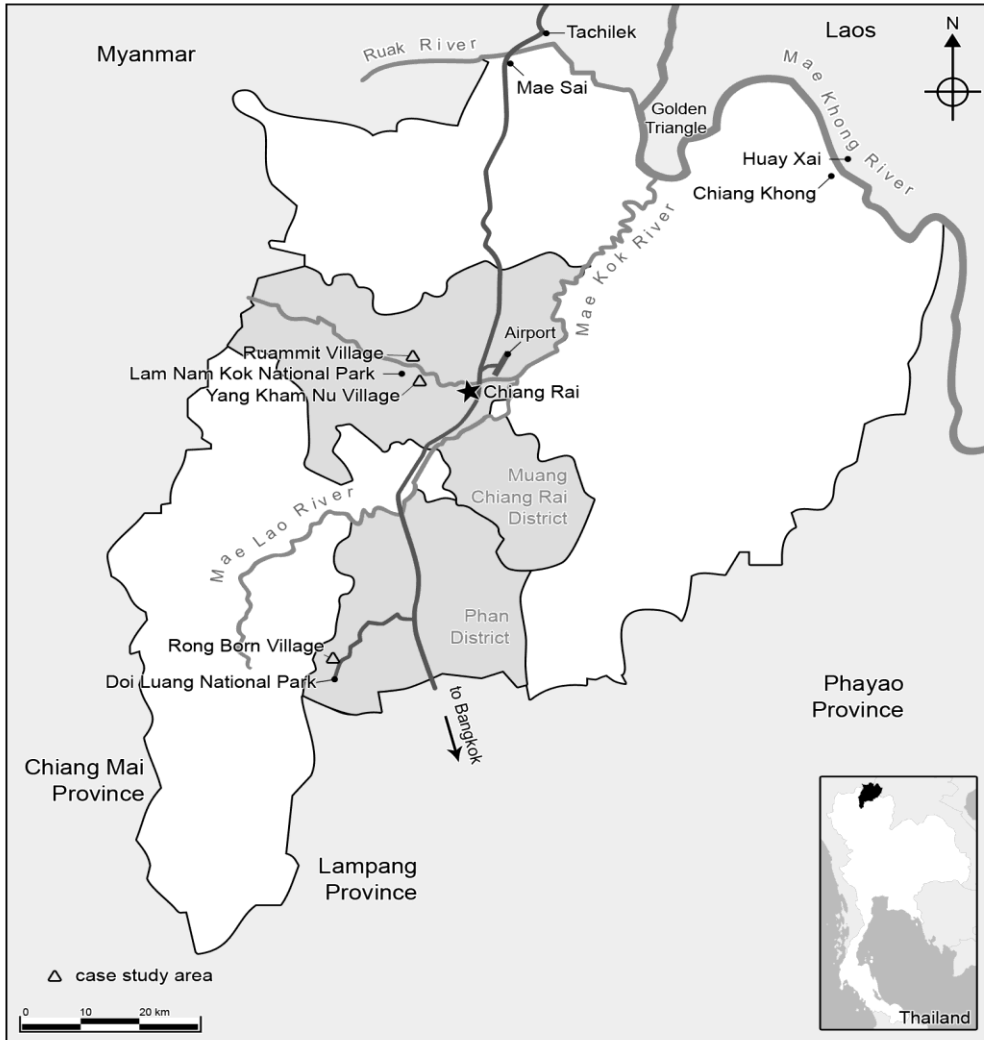 Myanmar
Ruak River
Tachilek
Laos
N
Mae Sai
Mae Khong River
Golden
Triangle
Huay Xai
Chiang Khong
Mae Kok River
Airport
Ruammit Village
Lam Nam Kok National Park
Yang Kham Nu Village
Chiang Rai
Muang
Chiang Rai
District
Mae Lao River
Phan
District
Rong Born Village
Doi Luang National Park
to Bangkok
Phayao
Province
Chiang Mai
Province
Lampang
Province
case study area
0 10 20 km
Thailand